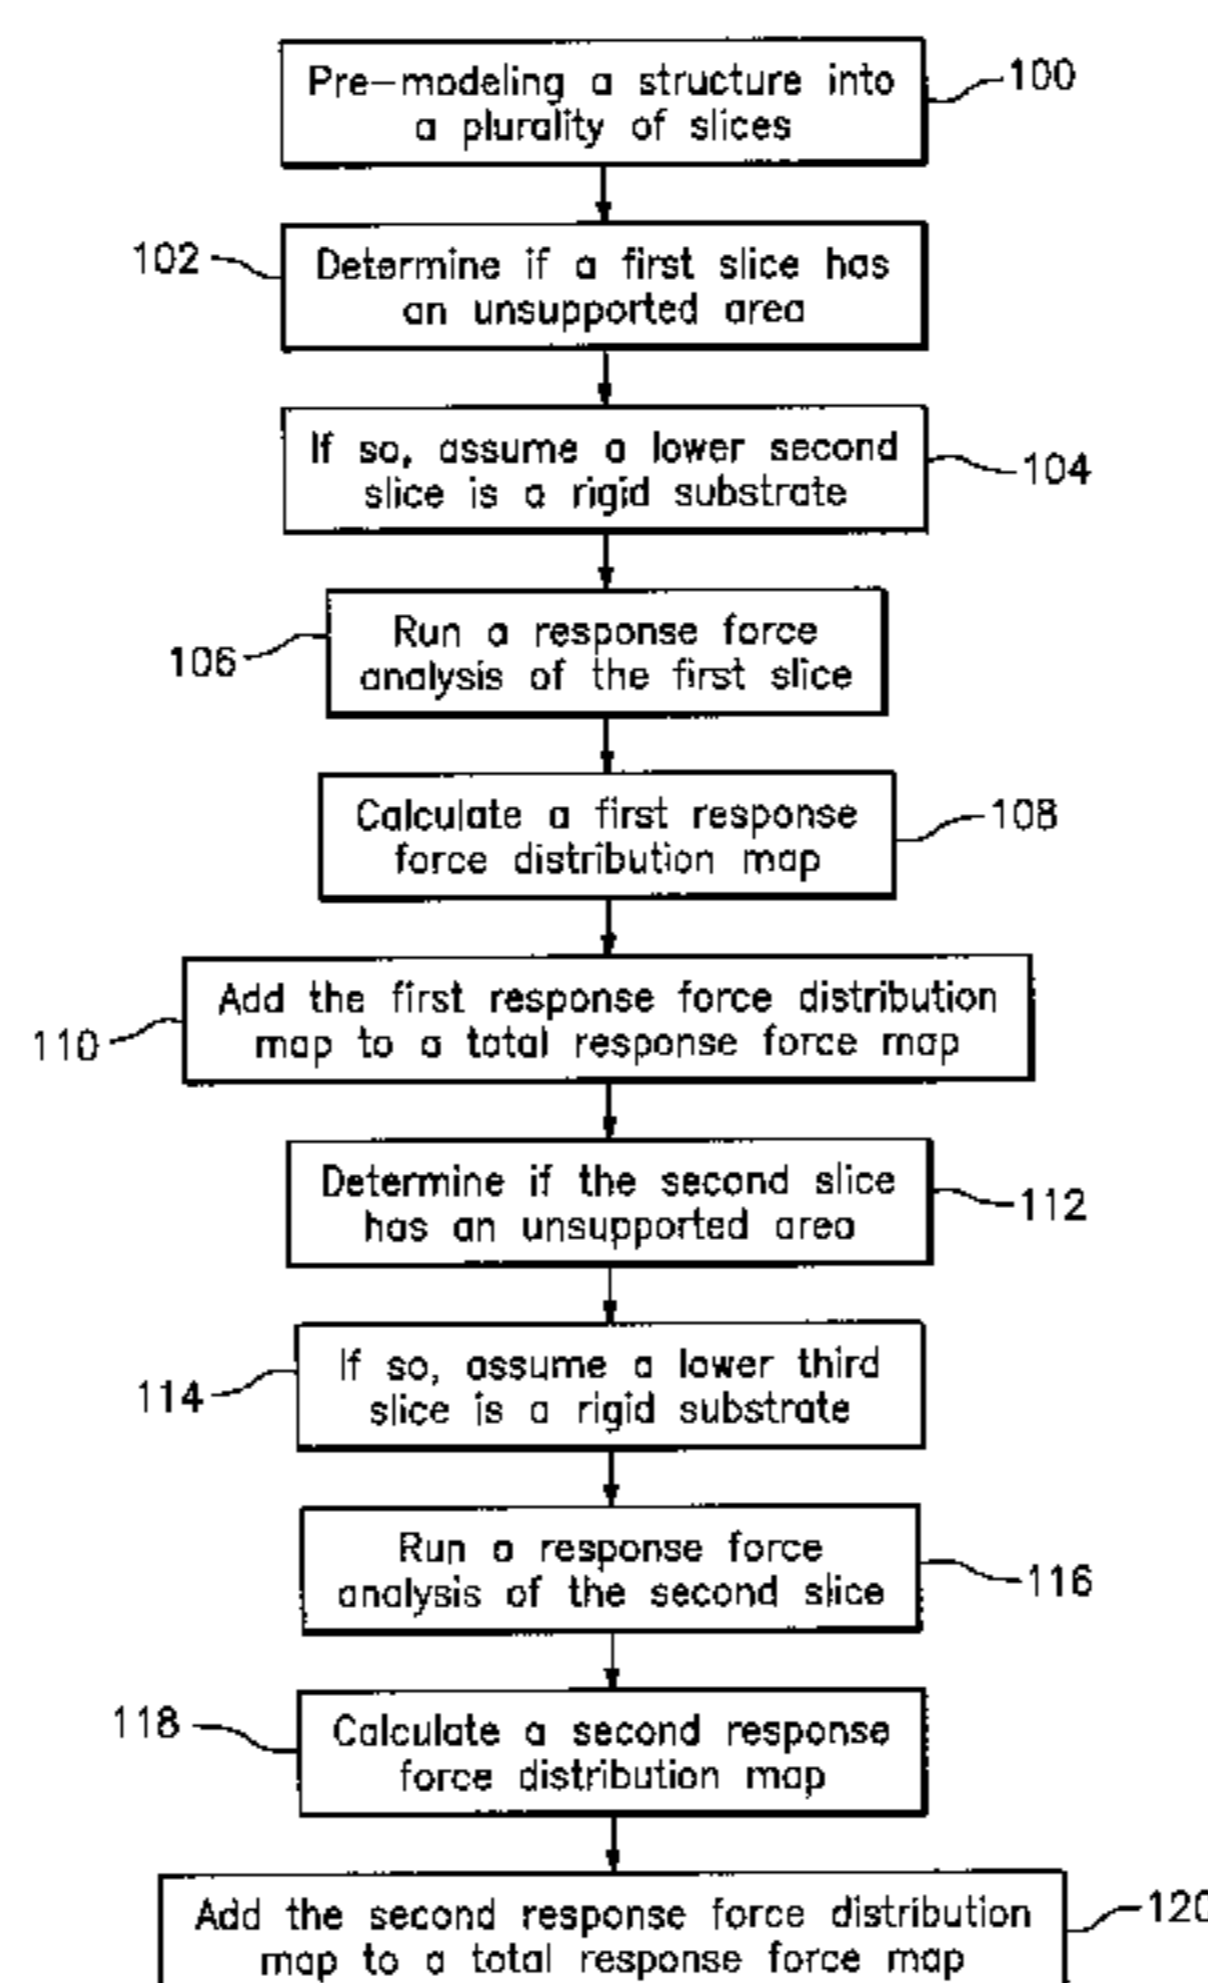 Pre-modeling a structure into
a plurality of slices
100
102
Determine if a first slice has
an unsupported area
If so, assume a lower second
slice is a rigid substrate
104
106
Run a response force
analysis of the first slice
Calculate a first response
force distribution map
108
110
Add the first response force distribution
map to a total response force map
Determine if the second slice
has an unsupported area
112
114
If so, assume a lower third
slice is a rigid substrate
Run a response force
analysis of the second slice
116
118
Calculate a second response
force distribution map
Add the second response force distribution
map to a total response force map
120